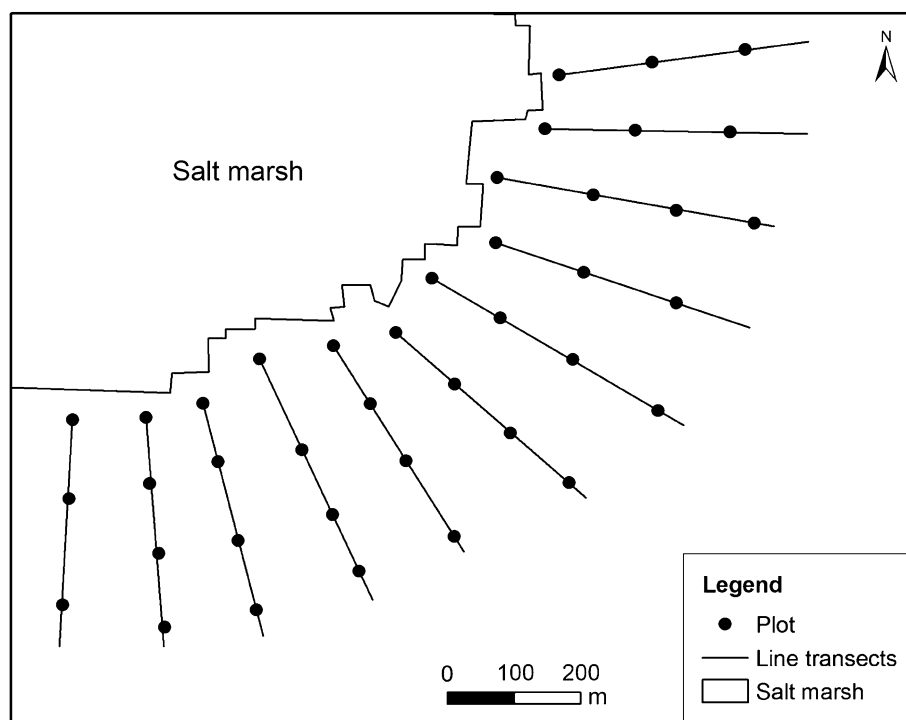 N
Salt marsh
Legend
Plot
Line transects
Salt marsh
0 100 200
m